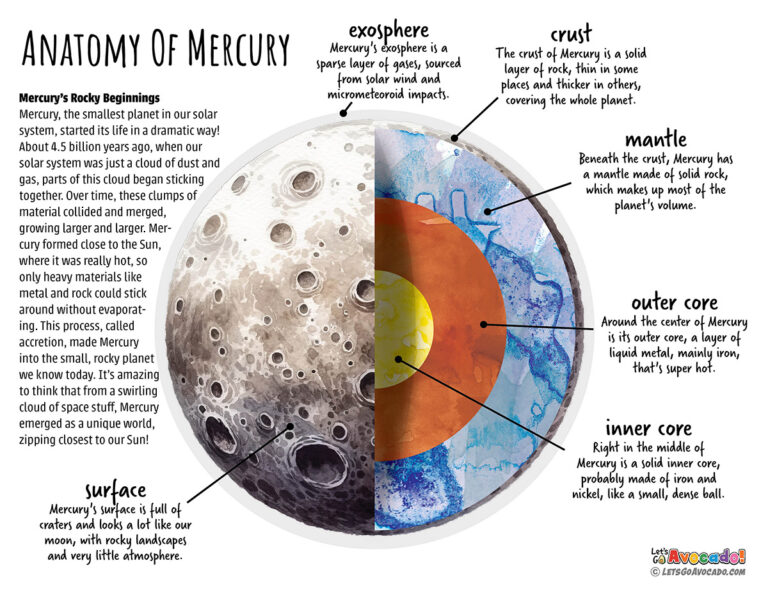 Anatomy Of Mercury
Mercury's Rocky Beginnings
Mercury, the smallest planet in our solar
system, started its life in a dramatic way!
About 4.5 billion years ago, when our
solar system was just a cloud of dust and
gas, parts of this cloud began sticking
together. Over time, these clumps of
material collided and merged,
growing larger and larger. Mer-
cury formed close to the Sun,
where it was really hot, so
only heavy materials like
metal and rock could stick
around without evaporat-
ing. This process, called
accretion, made Mercury
into the small, rocky planet
we know today. It's amazing
to think that from a swirling
cloud of space stuff, Mercury
emerged as a unique world,
zipping closest to our Sun!
exosphere
Mercury's exosphere is a
sparse layer of gases, sourced
from solar wind and
micrometeoroid impacts.
crust
The crust of Mercury is a solid
layer of rock, thin in some
places and thicker in others,
covering the whole planet.
mantle
Beneath the crust, Mercury has
a mantle made of solid rock,
which makes up most of the
planet's volume.
outer core
Around the center of Mercury
is its outer core, a layer of
liquid metal, mainly iron,
that's super hot.
inner core
Right in the middle of
Mercury is a solid inner core,
probably made of iron and
nickel, like a small, dense ball.
surface
Mercury's surface is full of
craters and looks a lot like our
moon, with rocky landscapes
and very little atmosphere.
Let's Go Avocado!
© LetsGoAvocado.com